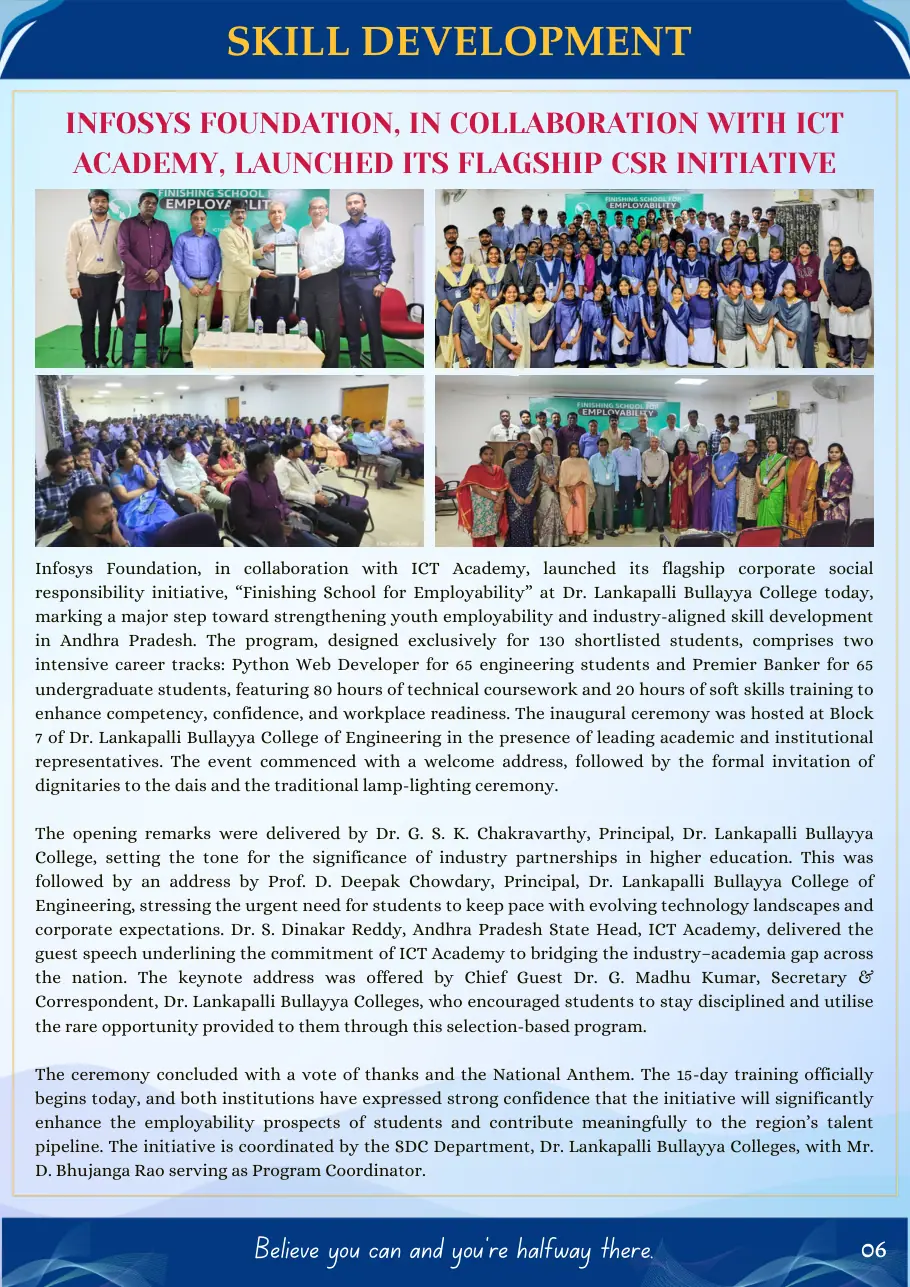 SKILL DEVELOPMENT
INFOSYS FOUNDATION, IN COLLABORATION WITH ICT
ACADEMY, LAUNCHED ITS FLAGSHIP CSR INITIATIVE
FINISHING SCHOOL FOR
EMPLOYABILITY
FINISHING SCHOOL FOR
EMPLOYABILITY
FINISHING SCHOOL FOR
EMPLOYABILITY
Infosys Foundation, in collaboration with ICT Academy, launched its flagship corporate social
responsibility initiative, “Finishing School for Employability” at Dr. Lankapalli Bullayya College today,
marking a major step toward strengthening youth employability and industry-aligned skill development
in Andhra Pradesh. The program, designed exclusively for 130 shortlisted students, comprises two
intensive career tracks: Python Web Developer for 65 engineering students and Premier Banker for 65
undergraduate students, featuring 80 hours of technical coursework and 20 hours of soft skills training to
enhance competency, confidence, and workplace readiness. The inaugural ceremony was hosted at Block
7 of Dr. Lankapalli Bullayya College of Engineering in the presence of leading academic and institutional
representatives. The event commenced with a welcome address, followed by the formal invitation of
dignitaries to the dais and the traditional lamp-lighting ceremony.
The opening remarks were delivered by Dr. G. S. K. Chakravarthy, Principal, Dr. Lankapalli Bullayya
College, setting the tone for the significance of industry partnerships in higher education. This was
followed by an address by Prof. D. Deepak Chowdary, Principal, Dr. Lankapalli Bullayya College of
Engineering, stressing the urgent need for students to keep pace with evolving technology landscapes and
corporate expectations. Dr. S. Dinakar Reddy, Andhra Pradesh State Head, ICT Academy, delivered the
guest speech underlining the commitment of ICT Academy to bridging the industry–academia gap across
the nation. The keynote address was offered by Chief Guest Dr. G. Madhu Kumar, Secretary &
Correspondent, Dr. Lankapalli Bullayya Colleges, who encouraged students to stay disciplined and utilise
the rare opportunity provided to them through this selection-based program.
The ceremony concluded with a vote of thanks and the National Anthem. The 15-day training officially
begins today, and both institutions have expressed strong confidence that the initiative will significantly
enhance the employability prospects of students and contribute meaningfully to the region’s talent
pipeline. The initiative is coordinated by the SDC Department, Dr. Lankapalli Bullayya Colleges, with Mr.
D. Bhujanga Rao serving as Program Coordinator.
Believe you can and you're halfway there.
06